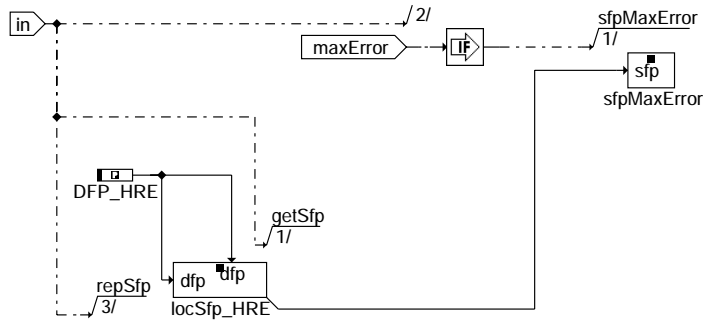 in
2/
sfpMaxError
1/
maxError
IF
sfp
sfpMaxError
DFP_HRE
getSfp
1/
dfp
dfp
repSfp
3/
locSfp_HRE